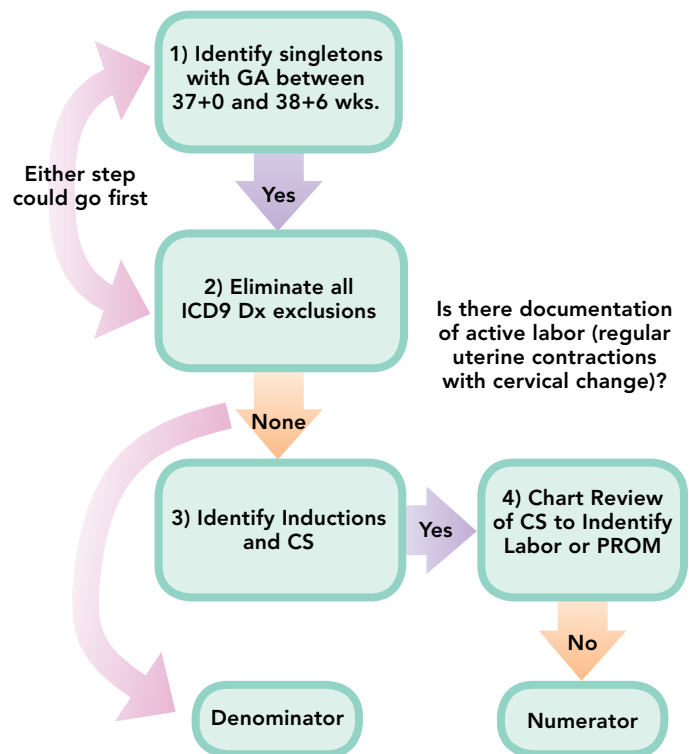 1) Identify singletons
with GA between
37+0 and 38+6 wks.
Either step
could go first
Yes
2) Eliminate all
ICD9 Dx exclusions
Is there documentation
of active labor (regular
uterine contractions
with cervical change)?
None
3) Identify Inductions
and CS
Yes
4) Chart Review
of CS to Indentify
Labor or PROM
No
Denominator
Numerator